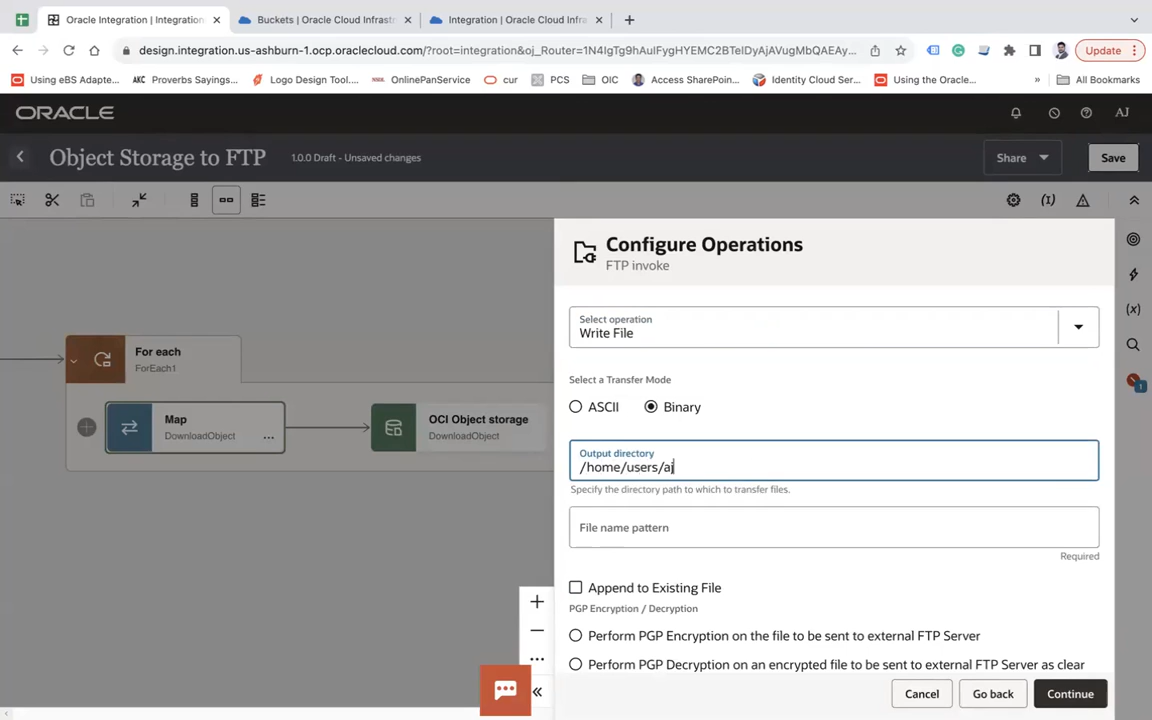 Oracle Integration | Integration
Buckets | Oracle Cloud Infrastr
Integration | Oracle Cloud Infra
design.integration.us-ashburn-1.ocp.oraclecloud.com/?root=integration&oj_Router=1N4IgTg9hAulFygHYEMC2BTelDyAjAVugMbQAEAy...
Update
Using eBS Adapte...
AKC Proverbs Sayings...
Logo Design Tool....
OnlinePanService
cur
PCS
OIC
Access SharePoin...
Identity Cloud Ser...
Using the Oracle...
»
All Bookmarks
ORACLE
AJ
Object Storage to FTP
1.0.0 Draft - Unsaved changes
Share
Save
Configure Operations
FTP invoke
Select operation
Write File
Select a Transfer Mode
ASCII
Binary
Output directory
/home/users/aj
Specify the directory path to which to transfer files.
File name pattern
Required
Append to Existing File
PGP Encryption / Decryption
Perform PGP Encryption on the file to be sent to external FTP Server
Perform PGP Decryption on an encrypted file to be sent to external FTP Server as clear
Cancel
Go back
Continue
For each
ForEach1
Map
DownloadObject
...
OCI Object storage
DownloadObject
1